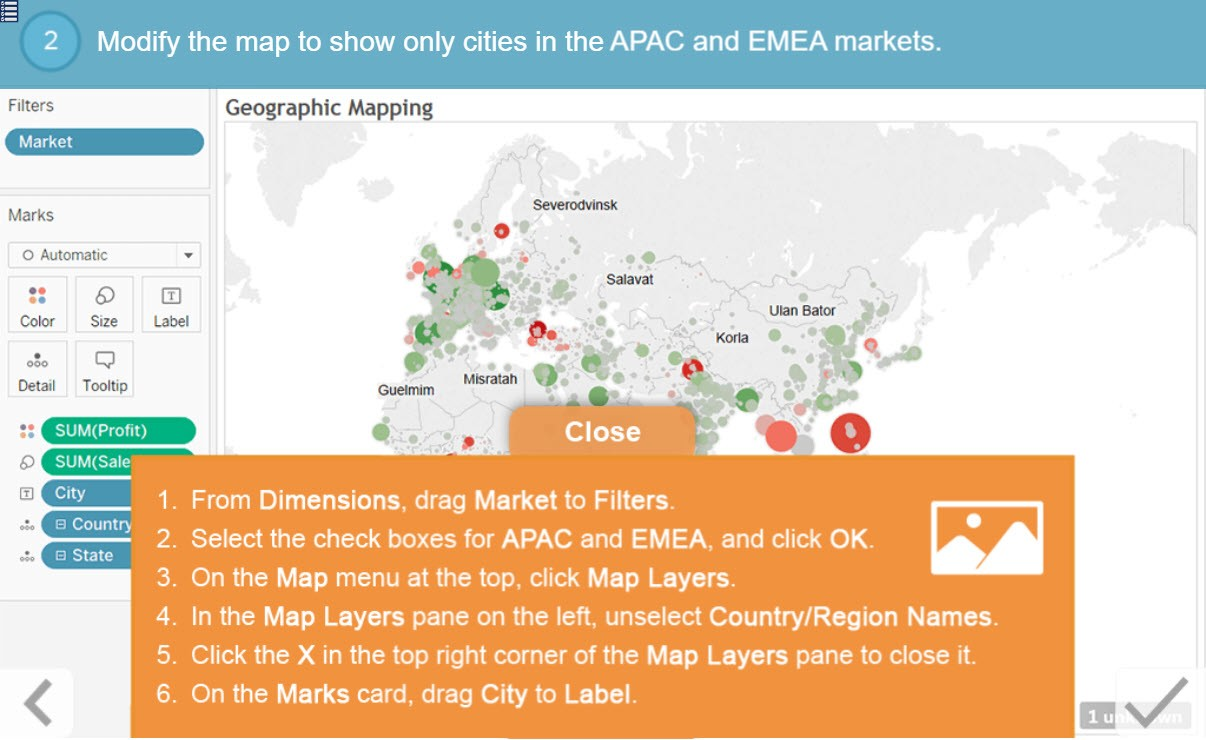 2
Modify the map to show only cities in the APAC and EMEA markets.
Filters
Market
Marks
Automatic
Color
Size
Label
Detail
Tooltip
SUM(Profit)
City
Country
State
Geographic Mapping
Severodvinsk
Salavat
Ulan Bator
Korla
Misratah
Guelmim
Close
1. From Dimensions, drag Market to Filters.
2. Select the check boxes for APAC and EMEA, and click OK.
3. On the Map menu at the top, click Map Layers.
4. In the Map Layers pane on the left, unselect Country/Region Names.
5. Click the X in the top right corner of the Map Layers pane to close it.
6. On the Marks card, drag City to Label.